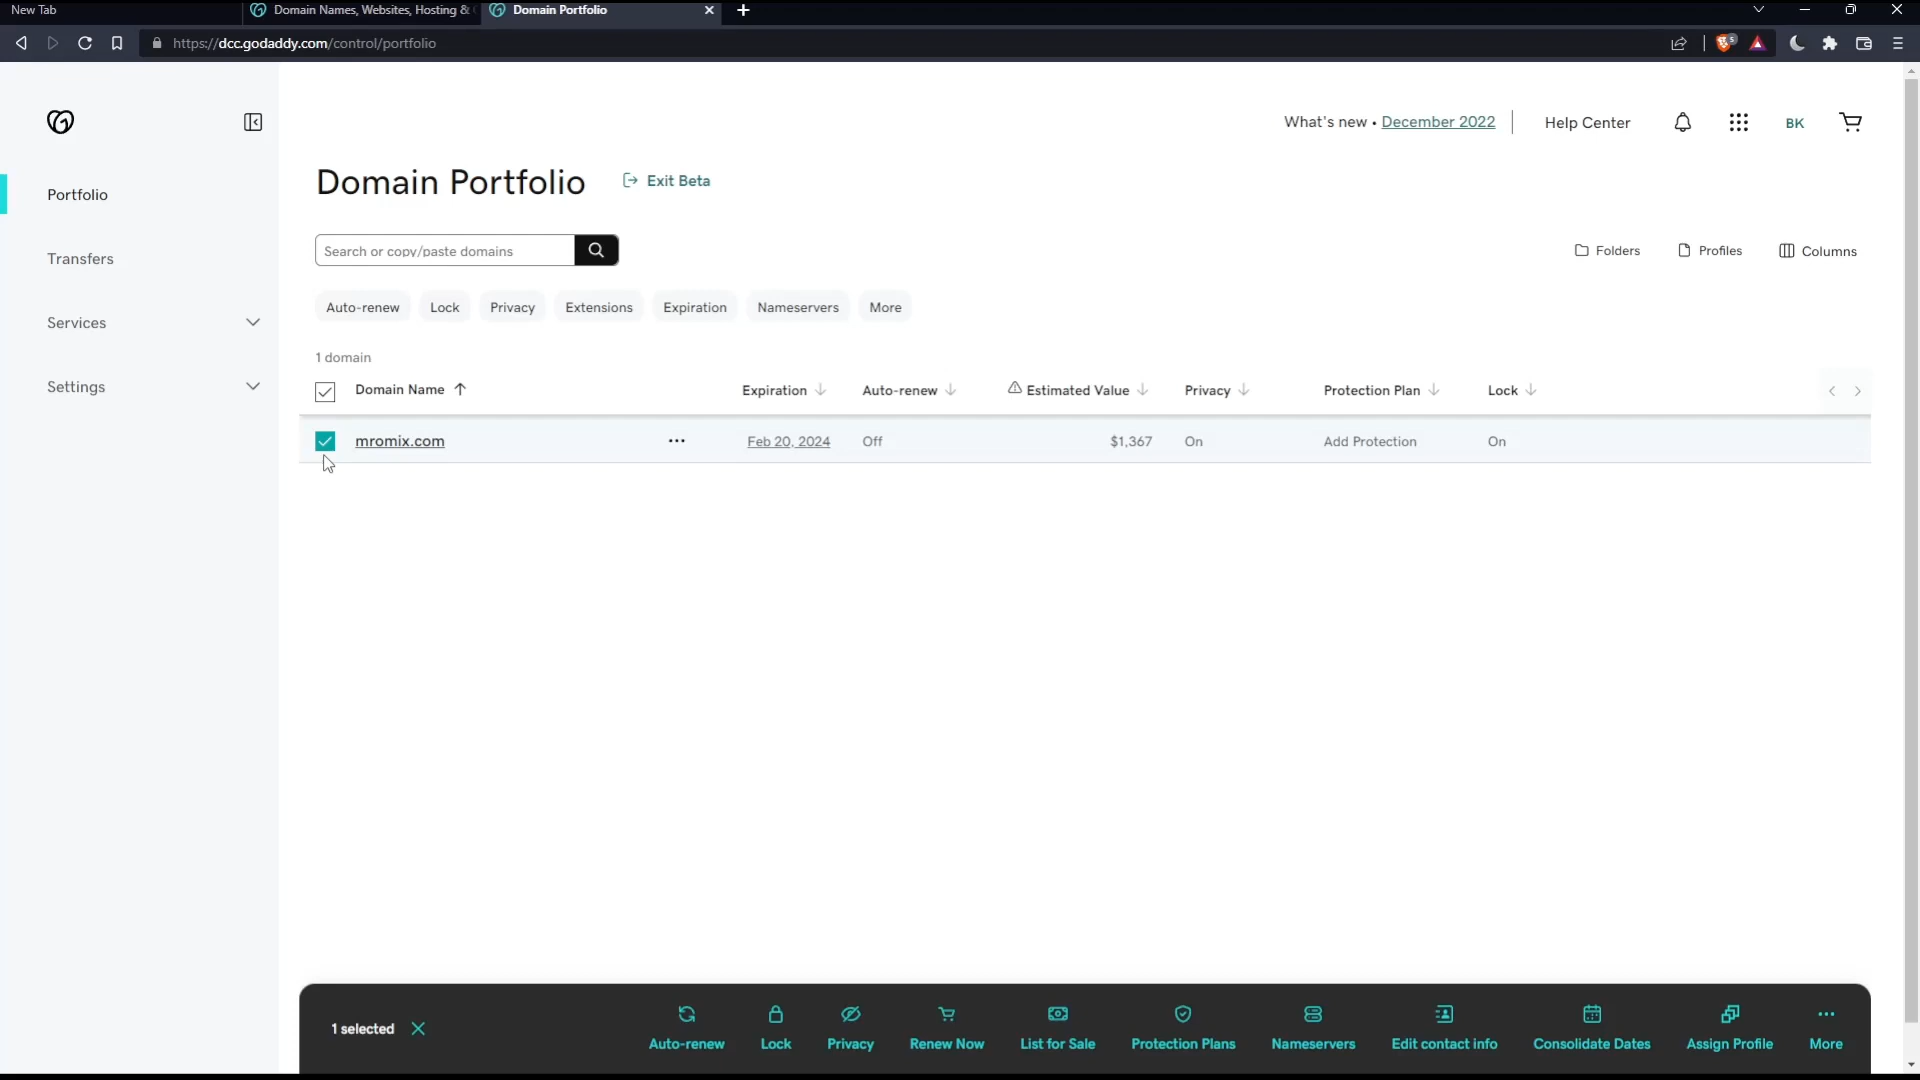 New Tab
Domain Names, Websites, Hosting &
Domain Portfolio
https://dcc.godaddy.com/control/portfolio
5
What's new • December 2022
Help Center
BK
Portfolio
Transfers
Services
Settings
Domain Portfolio
Exit Beta
Search or copy/paste domains
Folders
Profiles
Columns
Auto-renew
Lock
Privacy
Extensions
Expiration
Nameservers
More
1 domain
Domain Name
Expiration
Auto-renew
Estimated Value
Privacy
Protection Plan
Lock
mromix.com
Feb 20, 2024
Off
$1,367
On
Add Protection
On
1 selected
Auto-renew
Lock
Privacy
Renew Now
List for Sale
Protection Plans
Nameservers
Edit contact info
Consolidate Dates
Assign Profile
More